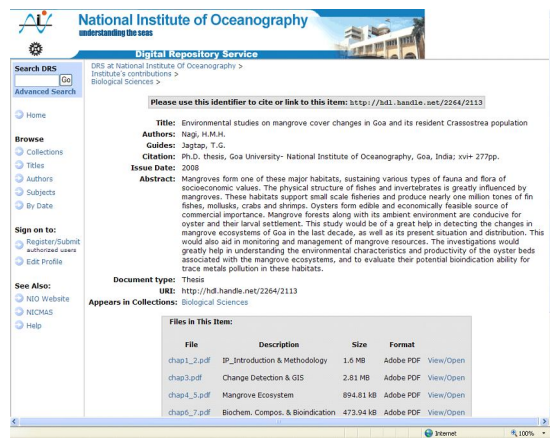 National Institute of Oceanography
understanding the seas
Digital Repository Service
Search DRS
Go
Advanced Search
Home
Browse
Collections
Titles
Authors
Subjects
By Date
Sign on to:
Register/Submit
authorized users
Edit Profile
See Also:
NIO Website
NICMAS
Help
DRS at National Institute Of Oceanography >
Institute's contributions >
Biological Sciences >
Please use this identifier to cite or link to this item: http://hdl.handle.net/2264/2113
Title: Environmental studies on mangrove cover changes in Goa and its resident Crassostrea population
Authors: Nagi, H.M.H.
Guides: Jagtap, T.G.
Citation: Ph.D. thesis, Goa University- National Institute of Oceanography, Goa, India; xvi+ 277pp.
Issue Date: 2008
Abstract: Mangroves form one of these major habitats, sustaining various types of fauna and flora of
socioeconomic values. The physical structure of fishes and invertebrates is greatly influenced by
mangroves. These habitats support small scale fisheries and produce nearly one million tones of fin
fishes, mollusks, crabs and shrimps. Oysters form edible and economically feasible source of
commercial importance. Mangrove forests along with its ambient environment are conducive for
oyster and their larval settlement. This study would be of a great help in detecting the changes in
mangrove ecosystems of Goa in the last decade, as well as its present situation and distribution. This
would also aid in monitoring and management of mangrove resources. The investigations would
greatly help in understanding the environmental characteristics and productivity of the oyster beds
associated with the mangrove ecosystems, and to evaluate their potential bioindication ability for
trace metals pollution in these habitats.
Document type: Thesis
URI: http://hdl.handle.net/2264/2113
Appears in Collections: Biological Sciences
Files in This Item:
File Description Size Format
chap1_2.pdf IP_Introduction & Methodology 1.6 MB Adobe PDF View/Open
chap3.pdf Change Detection & GIS 2.81 MB Adobe PDF View/Open
chap4_5.pdf Mangrove Ecosystem 894.81 kB Adobe PDF View/Open
chap6_7.pdf Biochem. Compos. & Bioindication 473.94 kB Adobe PDF View/Open
Internet 100%